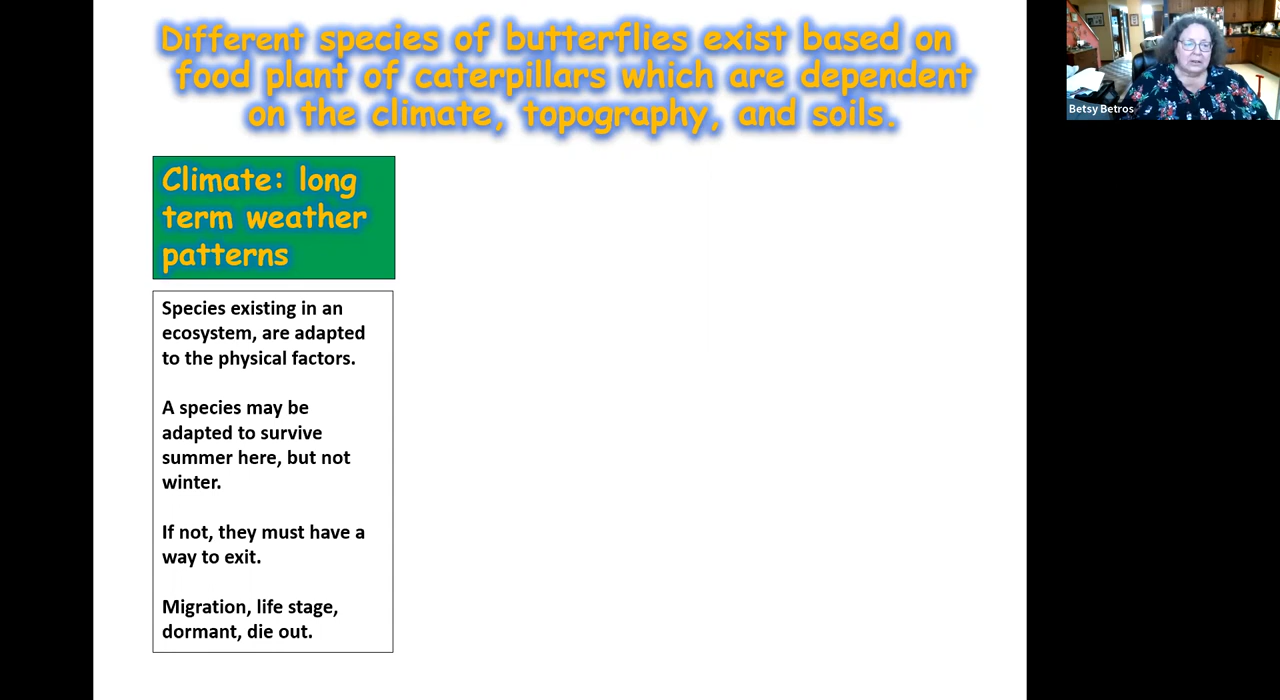 Different species of butterflies exist based on
food plant of caterpillars which are dependent
on the climate, topography, and soils.
Betsy Betros
Climate: long
term weather
patterns
Species existing in an
ecosystem, are adapted
to the physical factors.
A species may be
adapted to survive
summer here, but not
winter.
If not, they must have a
way to exit.
Migration, life stage,
dormant, die out.